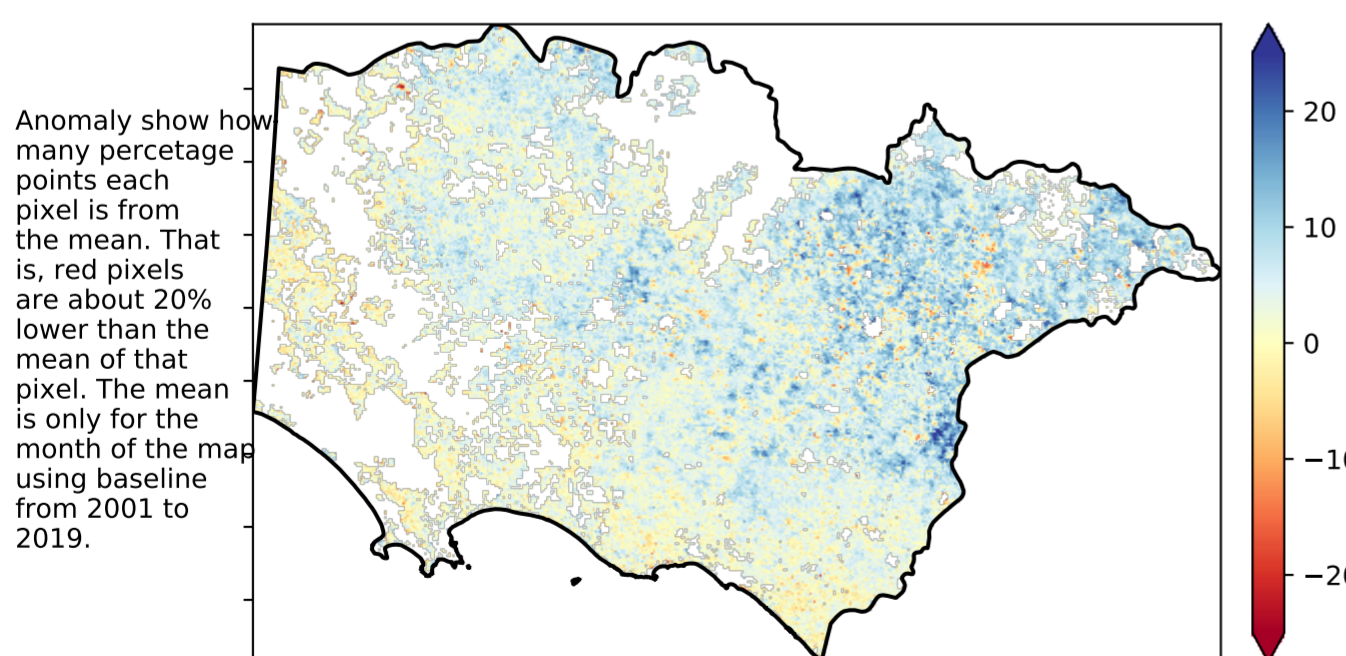 Anomaly show how
many percetage
points each
pixel is from
the mean. That
is, red pixels
are about 20%
lower than the
mean of that
pixel. The mean
is only for the
month of the map
using baseline
from 2001 to
2019.
20
10
0
−10
−20